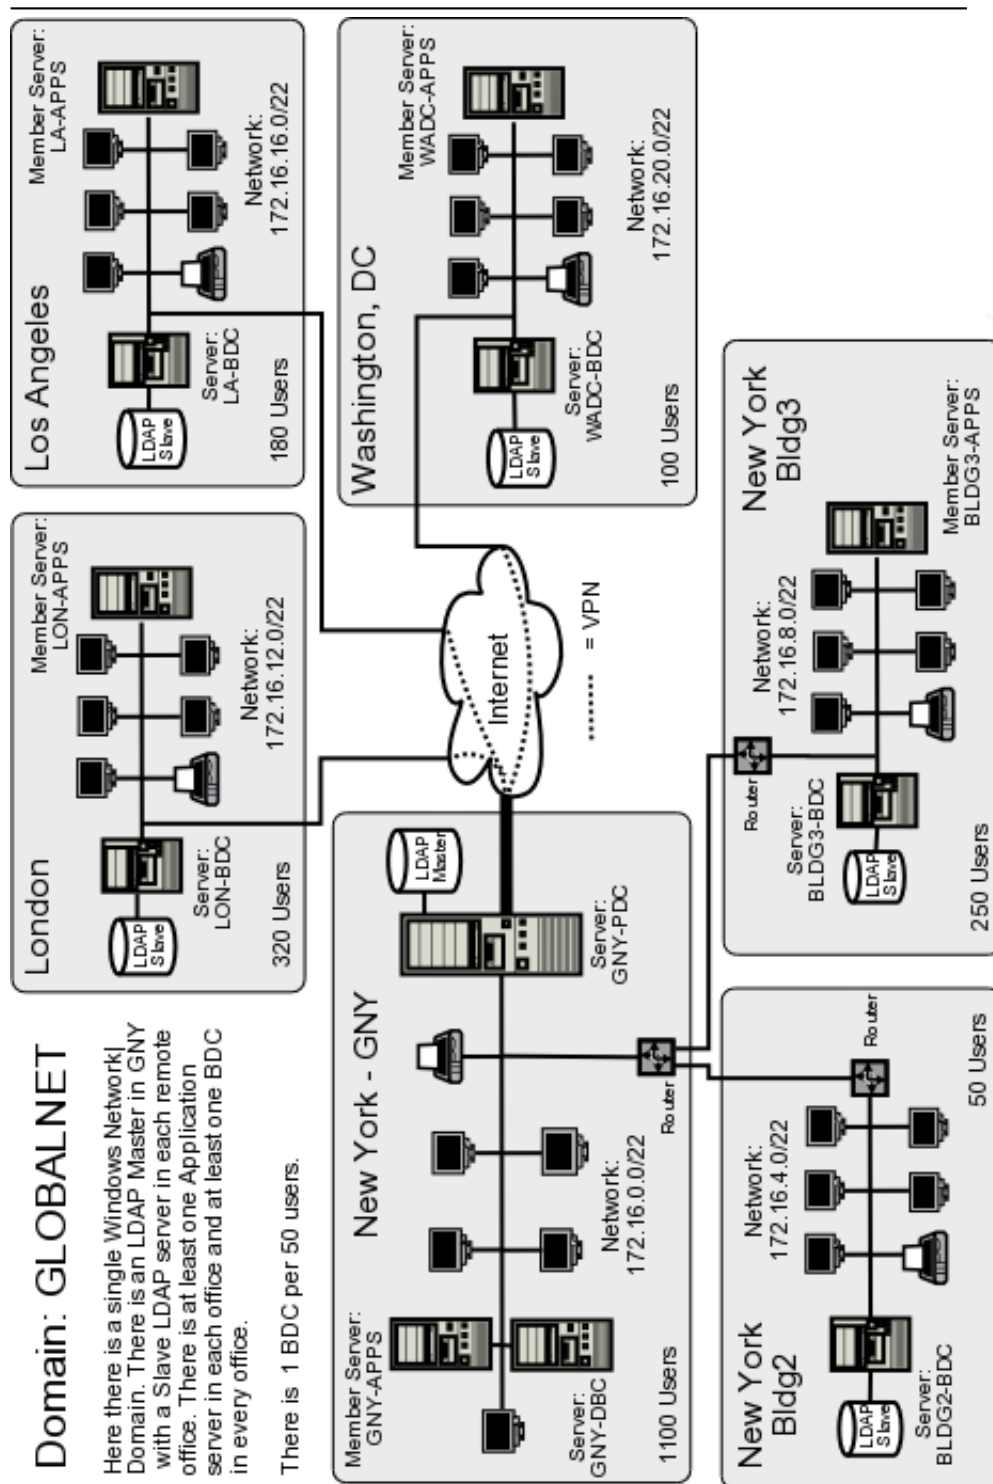 Domain: GLOBALNET
Here there is a single Windows Network|
Domain. There is an LDAP Master in GNY
with a Slave LDAP server in each remote
office. There is at least one Application
server in each office and at least one BDC
in every office.
There is 1 BDC per 50 users.
London
Member Server:
LON-APPS
Network:
172.16.12.0/22
LDAP
Slave
Server:
LON-BDC
320 Users
Los Angeles
Member Server:
LA-APPS
Network:
172.16.16.0/22
LDAP
Slave
Server:
LA-BDC
180 Users
Washington, DC
Member Server:
WADC-APPS
Network:
172.16.20.0/22
LDAP
Slave
Server:
WADC-BDC
100 Users
Internet
= VPN
New York - GNY
LDAP
Master
Server:
GNY-PDC
Member Server:
GNY-APPS
Network:
172.16.0.0/22
Server:
GNY-DBC
Router
1100 Users
New York
Bldg2
Network:
172.16.4.0/22
Router
LDAP
Slave
Server:
BLDG2-BDC
50 Users
New York
Bldg3
Network:
172.16.8.0/22
Router
Server:
BLDG3-BDC
LDAP
Slave
Member Server:
BLDG3-APPS
250 Users